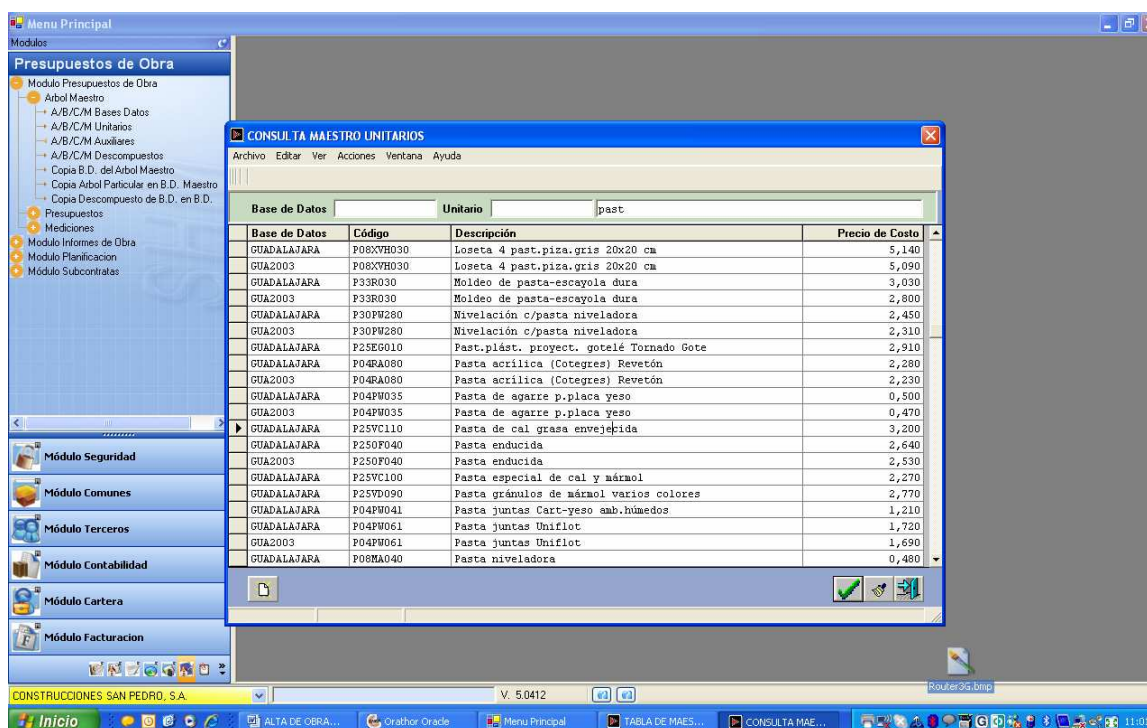 Menu Principal
Modulos
Presupuestos de Obra
Modulo Presupuestos de Obra
Arbol Maestro
A/B/C/M Bases Datos
A/B/C/M Unitarios
A/B/C/M Auxiliares
A/B/C/M Descompuestos
Copia B.D. del Arbol Maestro
Copia Arbol Particular en B.D. Maestro
Copia Descompuesto de B.D. en B.D.
Presupuestos
Mediciones
Modulo Informes de Obra
Modulo Planificacion
Módulo Subcontratas
Módulo Seguridad
Módulo Comunes
Módulo Terceros
Módulo Contabilidad
Módulo Cartera
Módulo Facturacion
CONSULTA MAESTRO UNITARIOS
Archivo Editar Ver Acciones Ventana Ayuda
Base de Datos Unitario past
Base de Datos Código Descripción Precio de Costo
GUADALAJARA P08XVH030 Loseta 4 past.piza.gris 20x20 cm 5,140
GUA2003 P08XVH030 Loseta 4 past.piza.gris 20x20 cm 5,090
GUADALAJARA P33R030 Moldeo de pasta-escayola dura 3,030
GUA2003 P33R030 Moldeo de pasta-escayola dura 2,800
GUADALAJARA P30PW280 Nivelación c/pasta niveladora 2,450
GUA2003 P30PW280 Nivelación c/pasta niveladora 2,310
GUADALAJARA P25EG010 Past.plást. proyect. gotelé Tornado Gote 2,910
GUADALAJARA P04RA080 Pasta acrílica (Cotegres) Revetón 2,280
GUA2003 P04RA080 Pasta acrílica (Cotegres) Revetón 2,230
GUADALAJARA P04PW035 Pasta de agarre p.placa yeso 0,500
GUA2003 P04PW035 Pasta de agarre p.placa yeso 0,470
GUADALAJARA P25VC110 Pasta de cal grasa envejecida 3,200
GUADALAJARA P25OF040 Pasta enducida 2,640
GUA2003 P25OF040 Pasta enducida 2,530
GUADALAJARA P25VC100 Pasta especial de cal y mármol 2,270
GUADALAJARA P25VD090 Pasta gránulos de mármol varios colores 2,770
GUADALAJARA P04PW041 Pasta juntas Cart-yeso amb.húmedos 1,210
GUADALAJARA P04PW061 Pasta juntas Uniflot 1,720
GUA2003 P04PW061 Pasta juntas Uniflot 1,690
GUADALAJARA P08MA040 Pasta niveladora 0,480
Router3G.bmp
CONSTRUCCIONES SAN PEDRO, S.A. V. 5.0412
Inicio ALTA DE OBRA... Orathor Oracle Menu Principal TABLA DE MAES... CONSULTA MAE...